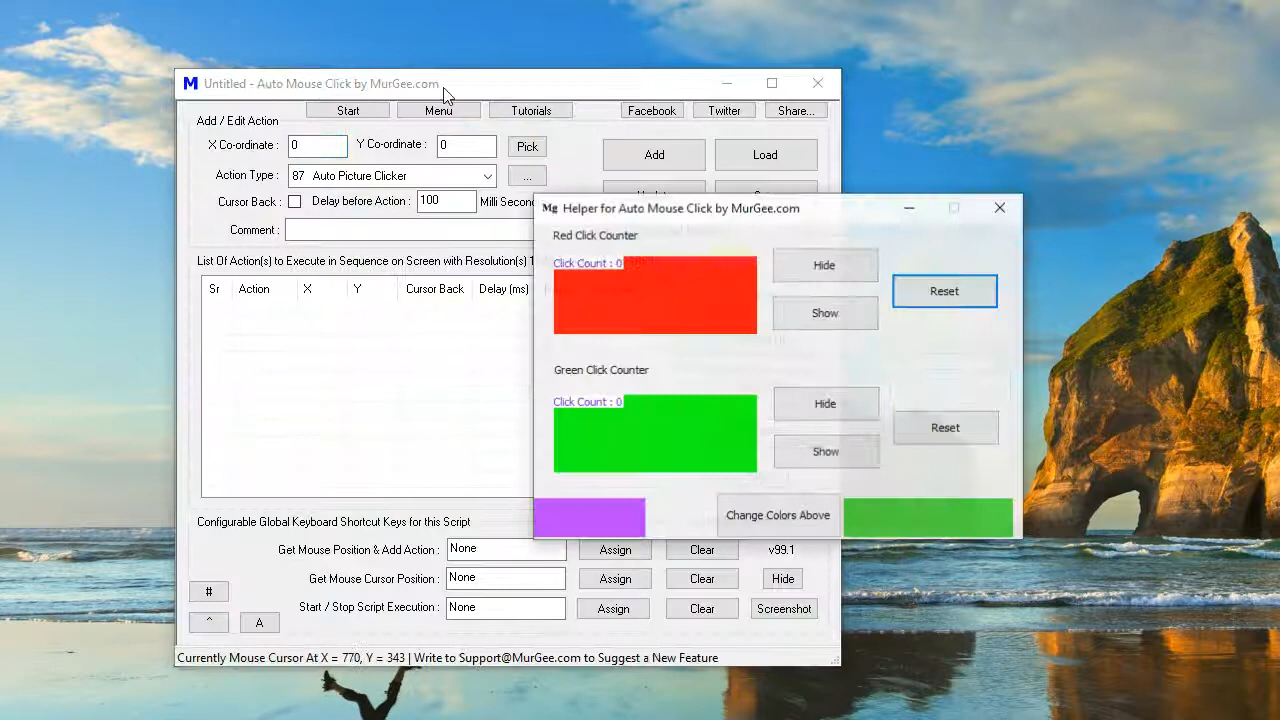 M Untitled - Auto Mouse Click by MurGee.com
Start Menu Tutorials Facebook Twitter Share...
Add / Edit Action
X Co-ordinate : 0 Y Co-ordinate : 0 Pick
Add Load
Action Type : 87 Auto Picture Clicker ...
Cursor Back : Delay before Action : 100 Milli Secon
Comment :
List Of Action(s) to Execute in Sequence on Screen with Resolution(s)
Sr Action X Y Cursor Back Delay (ms)
Mg Helper for Auto Mouse Click by MurGee.com
Red Click Counter
Click Count : 0
Hide
Reset
Show
Green Click Counter
Click Count : 0
Hide
Reset
Show
Change Colors Above
Configurable Global Keyboard Shortcut Keys for this Script
Get Mouse Position & Add Action : None Assign Clear v99.1
Get Mouse Cursor Position : None Assign Clear Hide
#
Start / Stop Script Execution : None Assign Clear Screenshot
^ A
Currently Mouse Cursor At X = 770, Y = 343 | Write to Support@MurGee.com to Suggest a New Feature